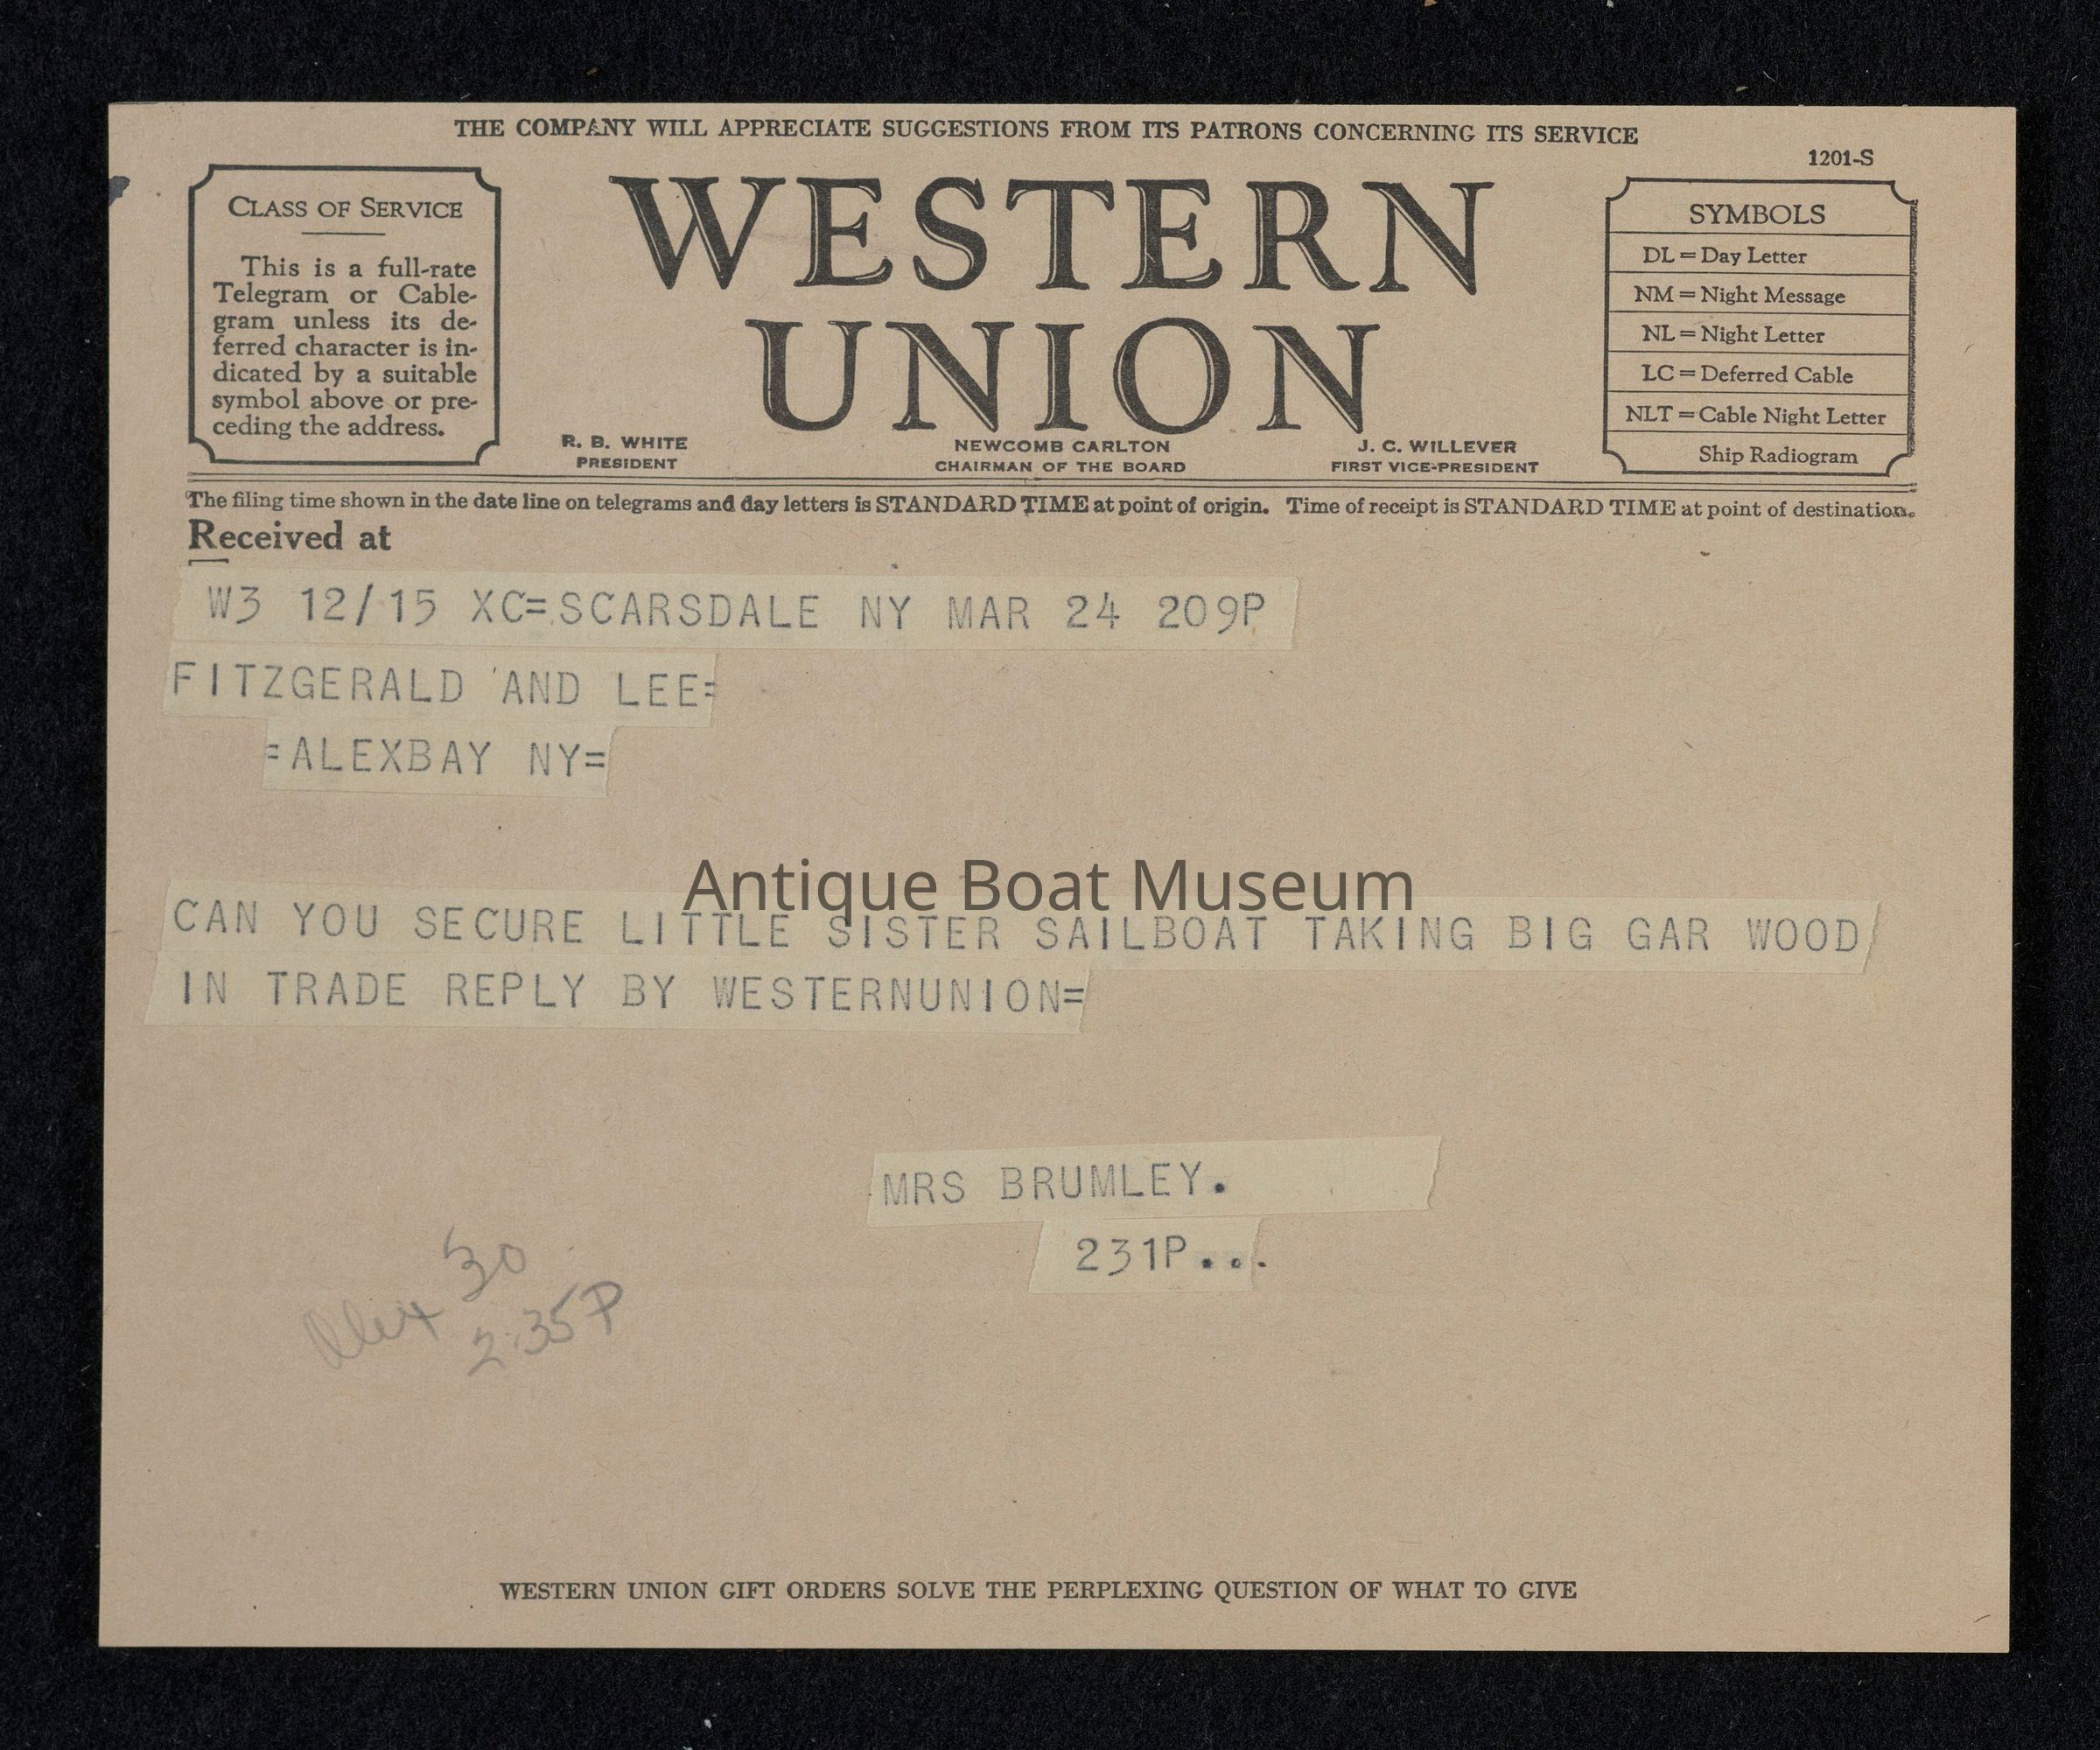 THE COMPANY WILL APPRECIATE SUGGESTIONS FROM ITS PATRONS CONCERNING ITS SERVICE
1201-S
CLASS OF SERVICE
This is a full-rate
Telegram or Cable-
gram unless its de-
ferred character is in-
dicated by a suitable
symbol above or pre-
ceding the address.
WESTERN
UNION
R. B. WHITE
PRESIDENT
NEWCOMB CARLTON
CHAIRMAN OF THE BOARD
J. C. WILLEVER
FIRST VICE-PRESIDENT
SYMBOLS
DL = Day Letter
NM = Night Message
NL = Night Letter
LC = Deferred Cable
NLT = Cable Night Letter
Ship Radiogram
The filing time shown in the date line on telegrams and day letters is STANDARD TIME at point of origin. Time of receipt is STANDARD TIME at point of destination.
Received at
W3 12/15 XC=SCARSDALE NY MAR 24 209P
FITZGERALD AND LEE=
=ALEXBAY NY=
Antique Boat Museum
CAN YOU SECURE LITTLE SISTER SAILBOAT TAKING BIG GAR WOOD
IN TRADE REPLY BY WESTERNUNION=
MRS BRUMLEY.
231P...
30
Alex
2:35P
WESTERN UNION GIFT ORDERS SOLVE THE PERPLEXING QUESTION OF WHAT TO GIVE